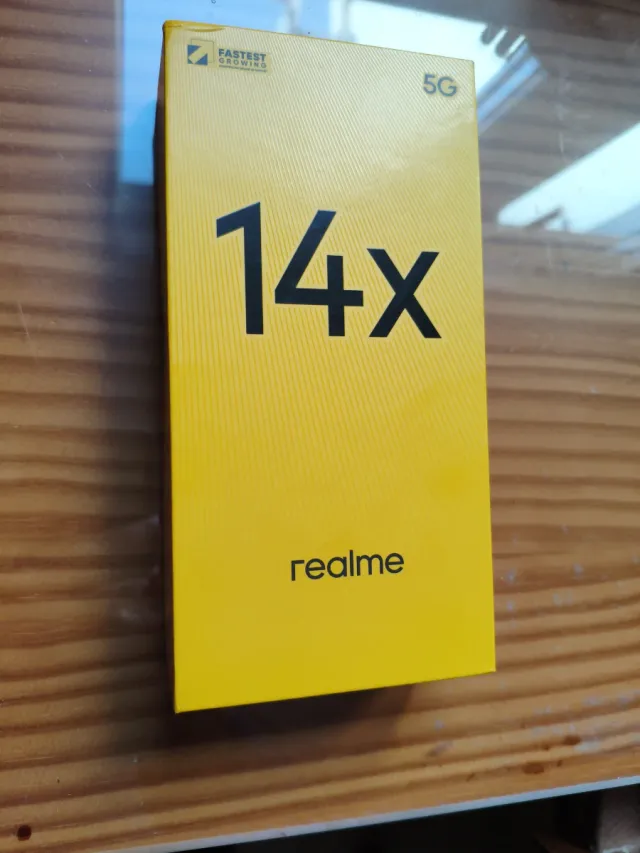 FASTEST
GROWING
5G
14x
realme